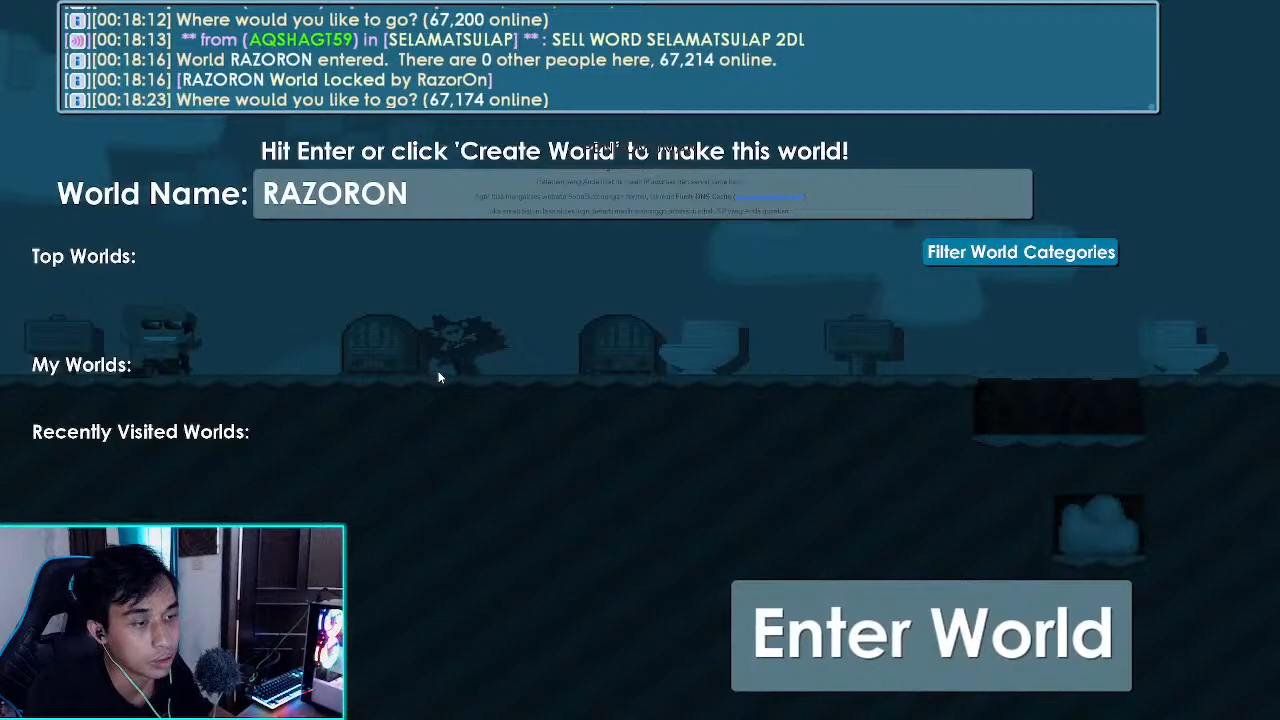 [i][00:18:12] Where would you like to go? (67,200 online)
[00:18:13] ** from (AQSHAGT59) in [SELAMATSULAP] ** : SELL WORD SELAMATSULAP 2DL
[i][00:18:16] World RAZORON entered. There are 0 other people here, 67,214 online.
[i][00:18:16] [RAZORON World Locked by RazorOn]
[i][00:18:23] Where would you like to go? (67,174 online)
Hit Enter or click 'Create World' to make this world!
World Name: RAZORON
Top Worlds:
Filter World Categories
My Worlds:
Recently Visited Worlds:
Enter World